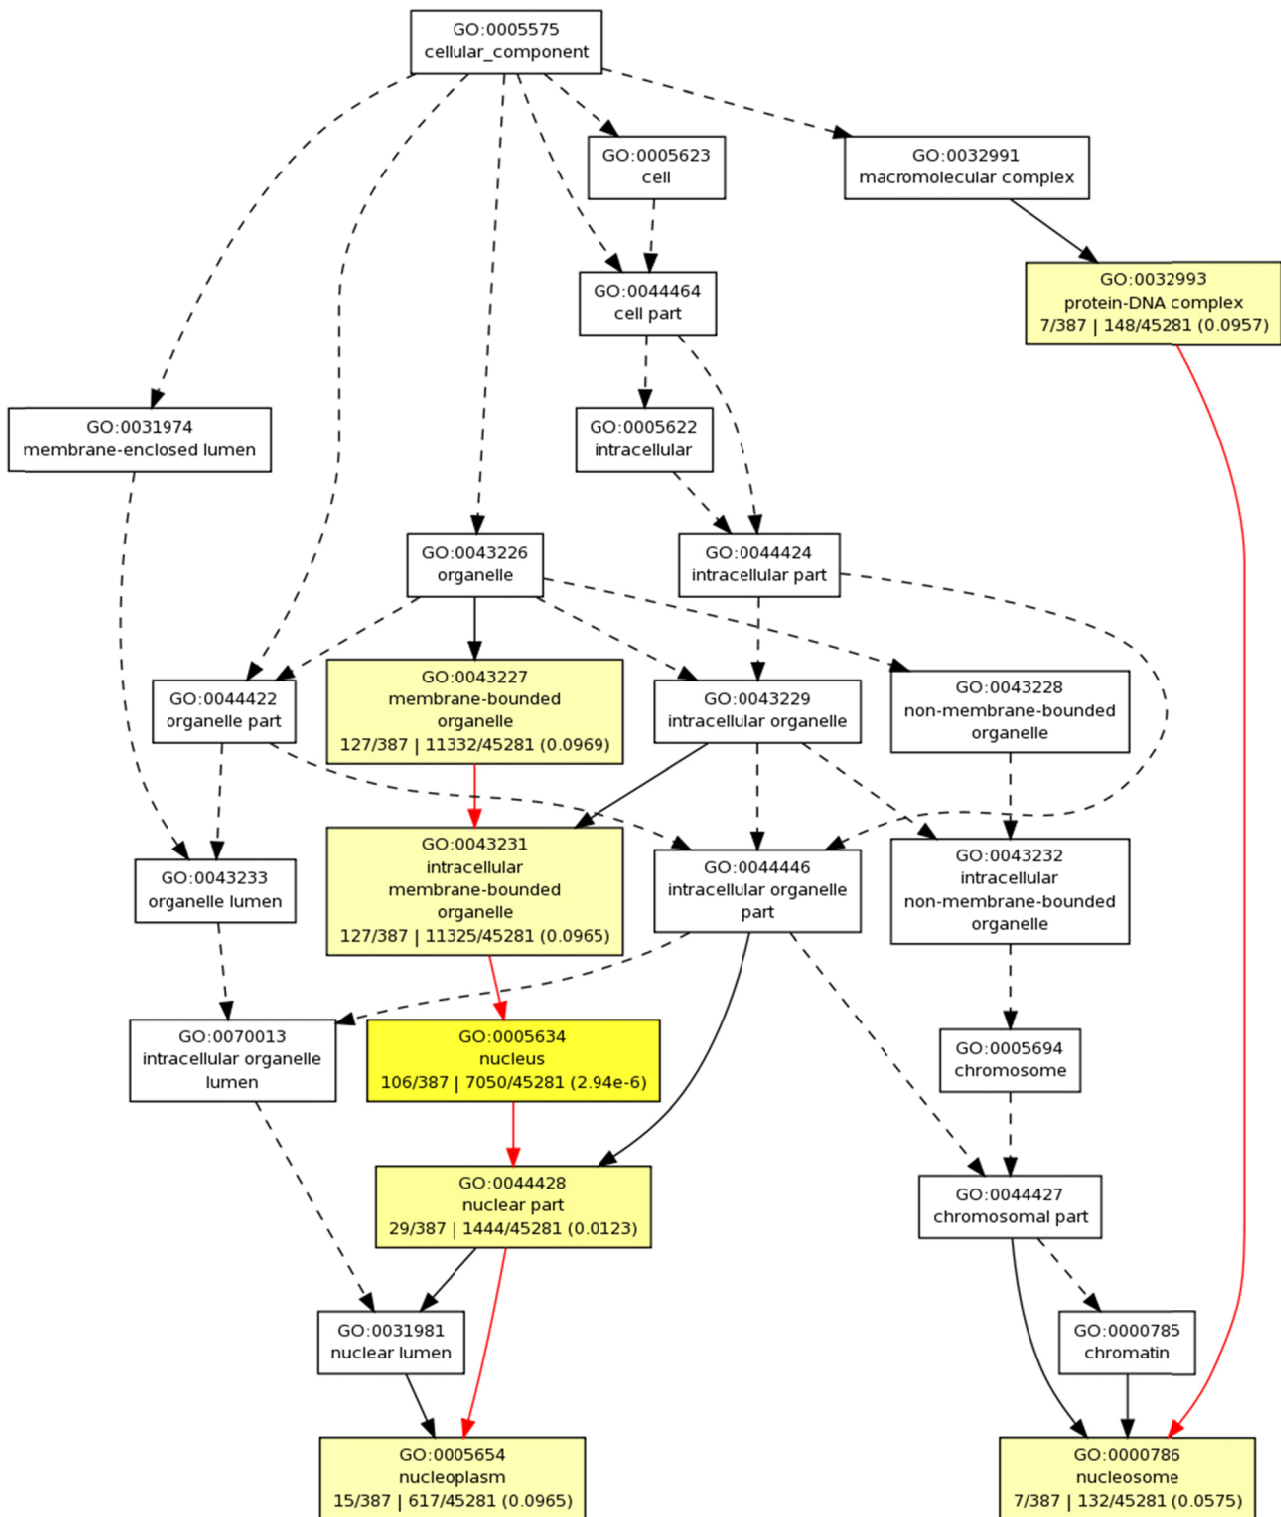 GO:0005575
cellular_component
GO:0005623
cell
GO:0032991
macromolecular complex
GO:0044464
cell part
GO:0032993
protein-DNA complex
7/387 | 148/45281 (0.0957)
GO:0031974
membrane-enclosed lumen
GO:0005622
intracellular
GO:0043226
organelle
GO:0044424
intracellular part
GO:0044422
organelle part
GO:0043227
membrane-bounded
organelle
127/387 | 11332/45281 (0.0969)
GO:0043229
intracellular organelle
GO:0043228
non-membrane-bounded
organelle
GO:0043233
organelle lumen
GO:0043231
intracellular
membrane-bounded
organelle
127/387 | 11325/45281 (0.0965)
GO:0044446
intracellular organelle
part
GO:0043232
intracellular
non-membrane-bounded
organelle
GO:0070013
intracellular organelle
lumen
GO:0005634
nucleus
106/387 | 7050/45281 (2.94e-6)
GO:0005694
chromosome
GO:0044428
nuclear part
29/387 | 1444/45281 (0.0123)
GO:0044427
chromosomal part
GO:0031981
nuclear lumen
GO:0000785
chromatin
GO:0005654
nucleoplasm
15/387 | 617/45281 (0.0965)
GO:0000786
nucleosome
7/387 | 132/45281 (0.0575)